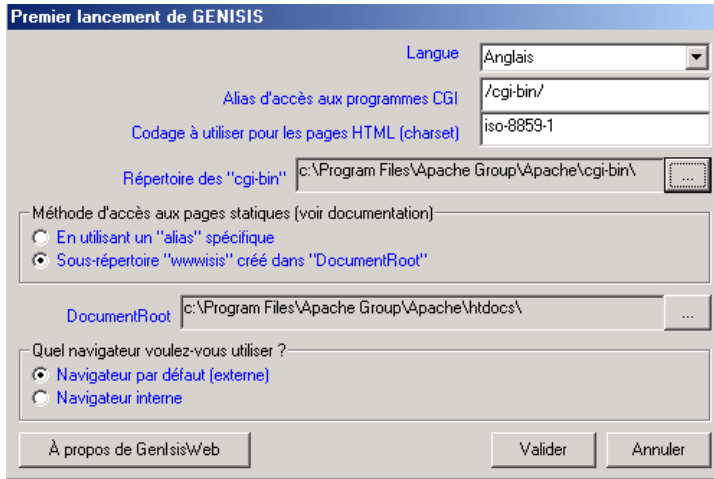 Premier lancement de GENISIS
Langue Anglais
Alias d'accès aux programmes CGI /cgi-bin/
Codage à utiliser pour les pages HTML (charset) iso-8859-1
Répertoire des "cgi-bin" c:\Program Files\Apache Group\Apache\cgi-bin\ ...
Méthode d'accès aux pages statiques (voir documentation)
En utilisant un "alias" spécifique
Sous-répertoire "wwwisis" créé dans "DocumentRoot"
DocumentRoot c:\Program Files\Apache Group\Apache\htdocs\ ...
Quel navigateur voulez-vous utiliser ?
Navigateur par défaut (externe)
Navigateur interne
À propos de GenIsisWeb Valider Annuler